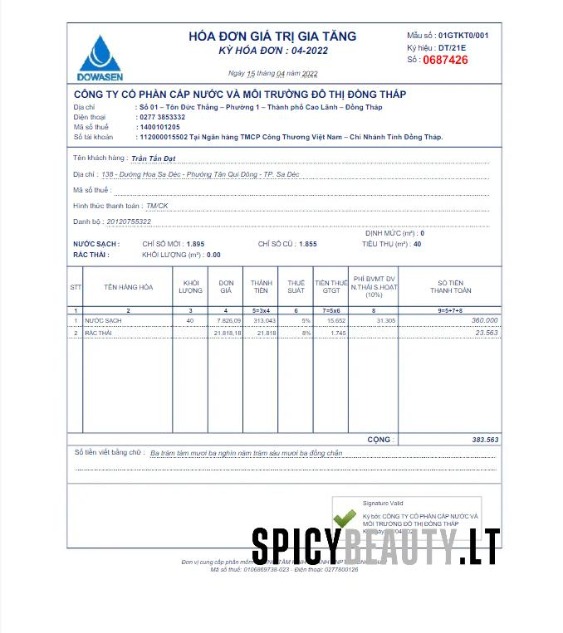 HÓA ĐƠN GIÁ TRỊ GIA TĂNG
KỲ HÓA ĐƠN : 04-2022
Ngày 15 tháng 04 năm 2022
Mẫu số : 01GTKT0/001
Ký hiệu : DT/21E
Số : 0687426
DOWASEN
CÔNG TY CỔ PHẦN CẤP NƯỚC VÀ MÔI TRƯỜNG ĐÔ THỊ ĐỒNG THÁP
Địa chỉ : Số 01 – Tôn Đức Thắng – Phường 1 – Thành phố Cao Lãnh – Đồng Tháp
Điện thoại : 0277 3853332
Mã số thuế : 1400101205
Số tài khoản : 112000015502 Tại Ngân hàng TMCP Công Thương Việt Nam – Chi Nhánh Tỉnh Đồng Tháp.
Tên khách hàng : Trần Tấn Đạt
Địa chỉ : 138 - Đường Hoa Sa Déc - Phường Tân Qui Đông - TP. Sa Déc
Mã số thuế :
Hình thức thanh toán : TM/CK
Danh bộ : 20120755322
ĐỊNH MỨC (m³) : 0
NƯỚC SẠCH : CHỈ SỐ MỚI : 1.895 CHỈ SỐ CŨ : 1.855 TIÊU THỤ (m³) : 40
RÁC THẢI : KHỐI LƯỢNG (m³) : 0.00
STT TÊN HÀNG HÓA KHỐI LƯỢNG ĐƠN GIÁ THÀNH TIỀN THUẾ SUẤT TIỀN THUẾ GTGT PHÍ BVMT ĐV N.THẢI S.HOẠT (10%) SỐ TIỀN THANH TOÁN
1 2 3 4 5=3x4 6 7=5x6 8 9=5+7+8
1 NƯỚC SẠCH 40 7.826,09 313.043 5% 15.652 31.305 360.000
2 RÁC THẢI 21.818,18 21.818 8% 1.745 23.563
CỘNG : 383.563
Số tiền viết bằng chữ : Ba trăm tám mươi ba nghìn năm trăm sáu mươi ba đồng chẵn
Signature Valid
Ký bởi: CÔNG TY CỔ PHẦN CẤP NƯỚC VÀ
MÔI TRƯỜNG ĐÔ THỊ ĐỒNG THÁP
SPICYBEAUTY.LT
Đơn vị cung cấp phần mềm
Mã số thuế: 0106869738-023 - Điện thoại: 0277800126